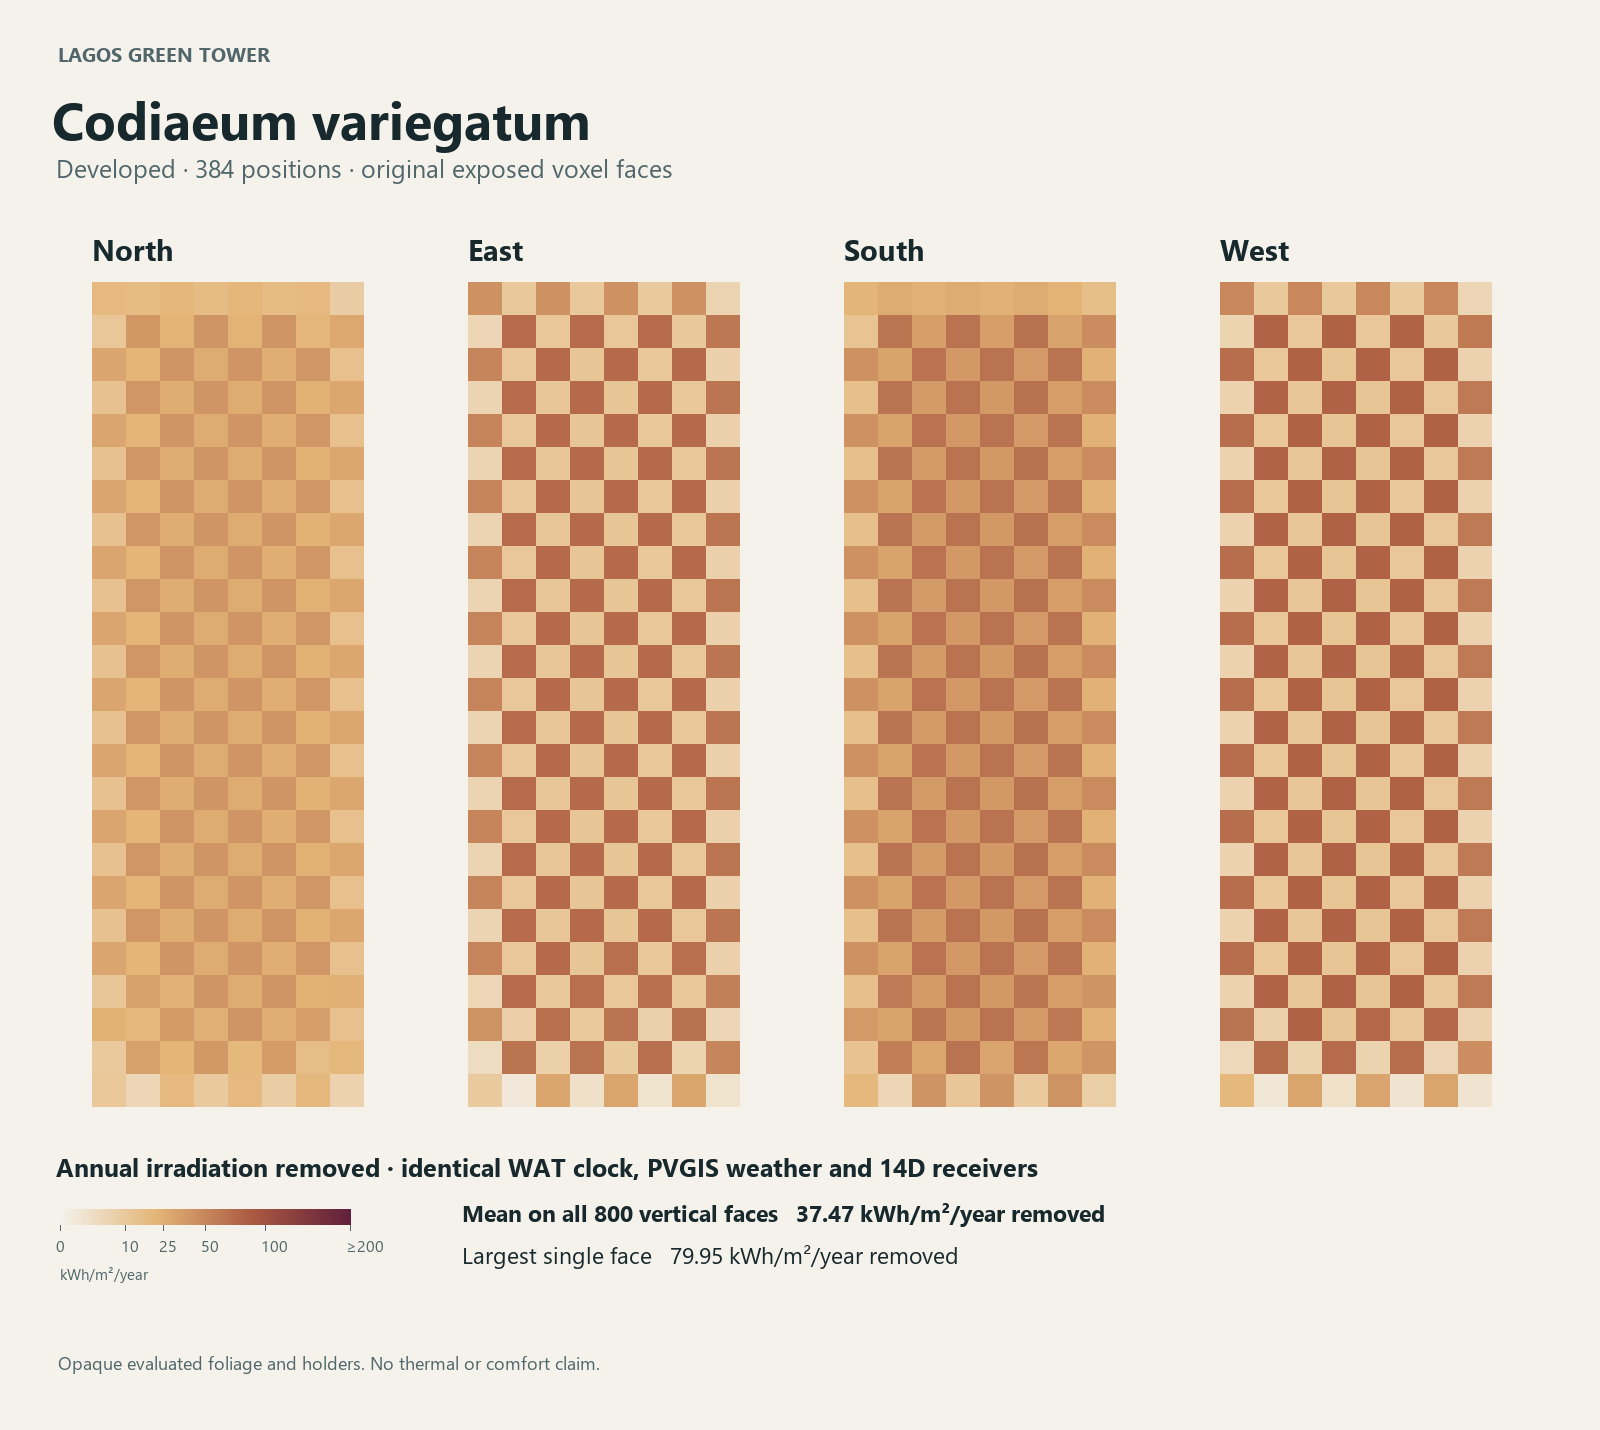 LAGOS GREEN TOWER
Codiaeum variegatum
Developed · 384 positions · original exposed voxel faces
North East South West
Annual irradiation removed · identical WAT clock, PVGIS weather and 14D receivers
Mean on all 800 vertical faces 37.47 kWh/m²/year removed
0 10 25 50 100 ≥200
Largest single face 79.95 kWh/m²/year removed
kWh/m²/year
Opaque evaluated foliage and holders. No thermal or comfort claim.